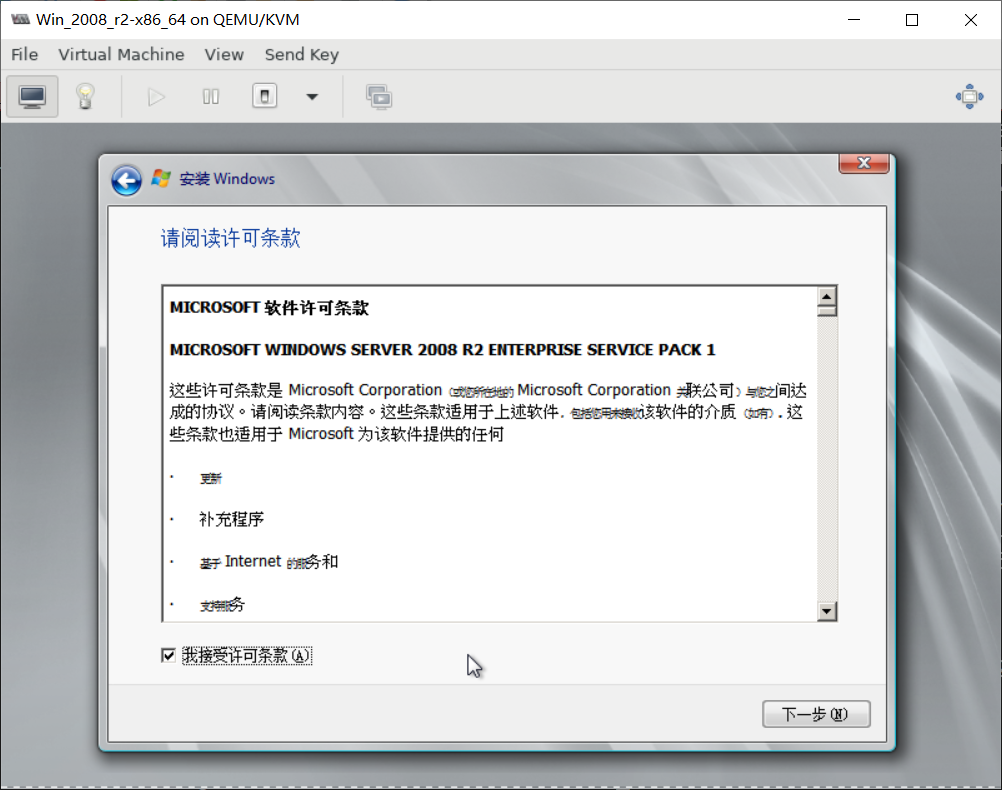 Win_2008_r2-x86_64 on QEMU/KVM
File Virtual Machine View Send Key
安装 Windows
请阅读许可条款
MICROSOFT 软件许可条款
MICROSOFT WINDOWS SERVER 2008 R2 ENTERPRISE SERVICE PACK 1
这些许可条款是 Microsoft Corporation（或您所在地的 Microsoft Corporation 关联公司）与您之间达
成的协议。请阅读条款内容。这些条款适用于上述软件，包括您用来接收该软件的介质（如有）。这
些条款也适用于 Microsoft 为该软件提供的任何
· 更新
· 补充程序
· 基于 Internet 的服务和
· 支持服务
我接受许可条款(A)
下一步(N)